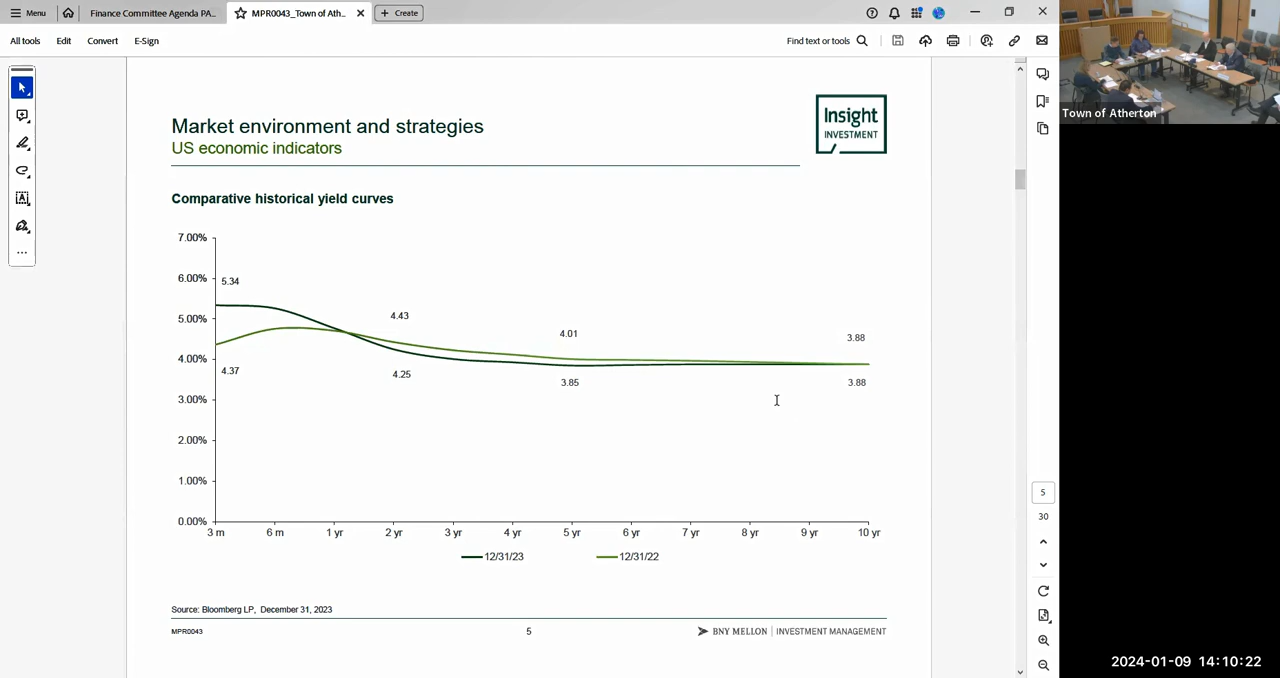 Menu
Finance Committee Agenda PA...
MPR0043_Town of Ath...
Create
All tools
Edit
Convert
E-Sign
Find text or tools
Town of Atherton
Market environment and strategies
US economic indicators
Insight
INVESTMENT
Comparative historical yield curves
7.00%
6.00%
5.00%
4.00%
3.00%
2.00%
1.00%
0.00%
5.34
4.43
4.01
3.88
4.37
4.25
3.85
3.88
3 m
6 m
1 yr
2 yr
3 yr
4 yr
5 yr
6 yr
7 yr
8 yr
9 yr
10 yr
12/31/23
12/31/22
Source: Bloomberg LP, December 31, 2023
MPR0043
5
BNY MELLON | INVESTMENT MANAGEMENT
5
30
2024-01-09 14:10:22